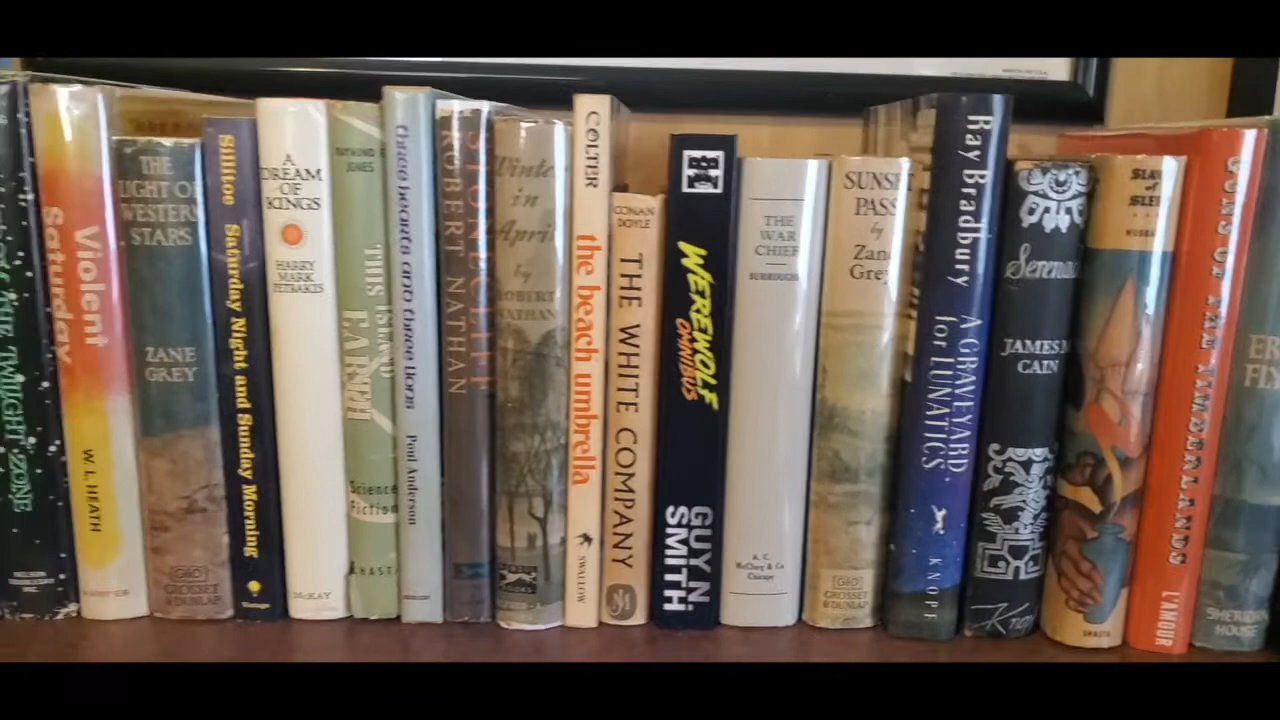 THE TWILIGHT ZONE
Violent
Saturday
W. L. HEATH
THE
LIGHT OF
WESTERN
STARS
ZANE
GREY
G&D
GROSSET
& DUNLAP
Sillitoe
Saturday Night and Sunday Morning
A
DREAM
OF
KINGS
HARRY
MARK
PETRAKIS
McKAY
RAYMOND F.
JONES
THIS ISLAND
EARTH
Science
Fiction
SHASTA
three hearts and three lions
Poul Anderson
STONECLIFF
ROBERT NATHAN
Winter
in
April
by
ROBERT
NATHAN
COLTER
the beach umbrella
SWALLOW
CONAN
DOYLE
THE WHITE COMPANY
JM
WEREWOLF
OMNIBUS
GUY N.
SMITH
THE
WAR
CHIEF
BURROUGHS
A. C.
McClurg & Co
Chicago
SUNSET
PASS
by
Zane
Grey
G&D
GROSSET
& DUNLAP
Ray Bradbury
A GRAVEYARD
for LUNATICS
KNOPF
Serenade
JAMES M
CAIN
Knopf
SLAVES
of
SLEEP
HUBBARD
SHASTA
GUNS OF THE TIMBERLANDS
L'AMOUR
SHERIDAN
HOUSE